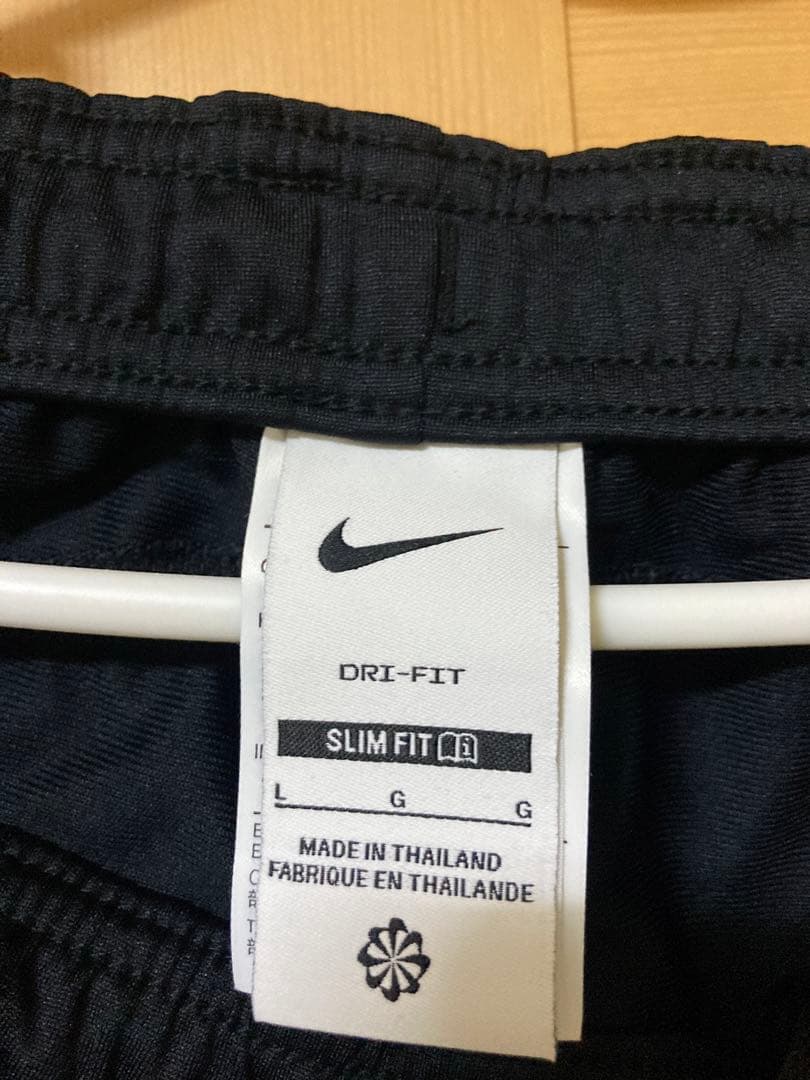 DRI-FIT
SLIM FIT
L G G
MADE IN THAILAND
FABRIQUE EN THAILANDE